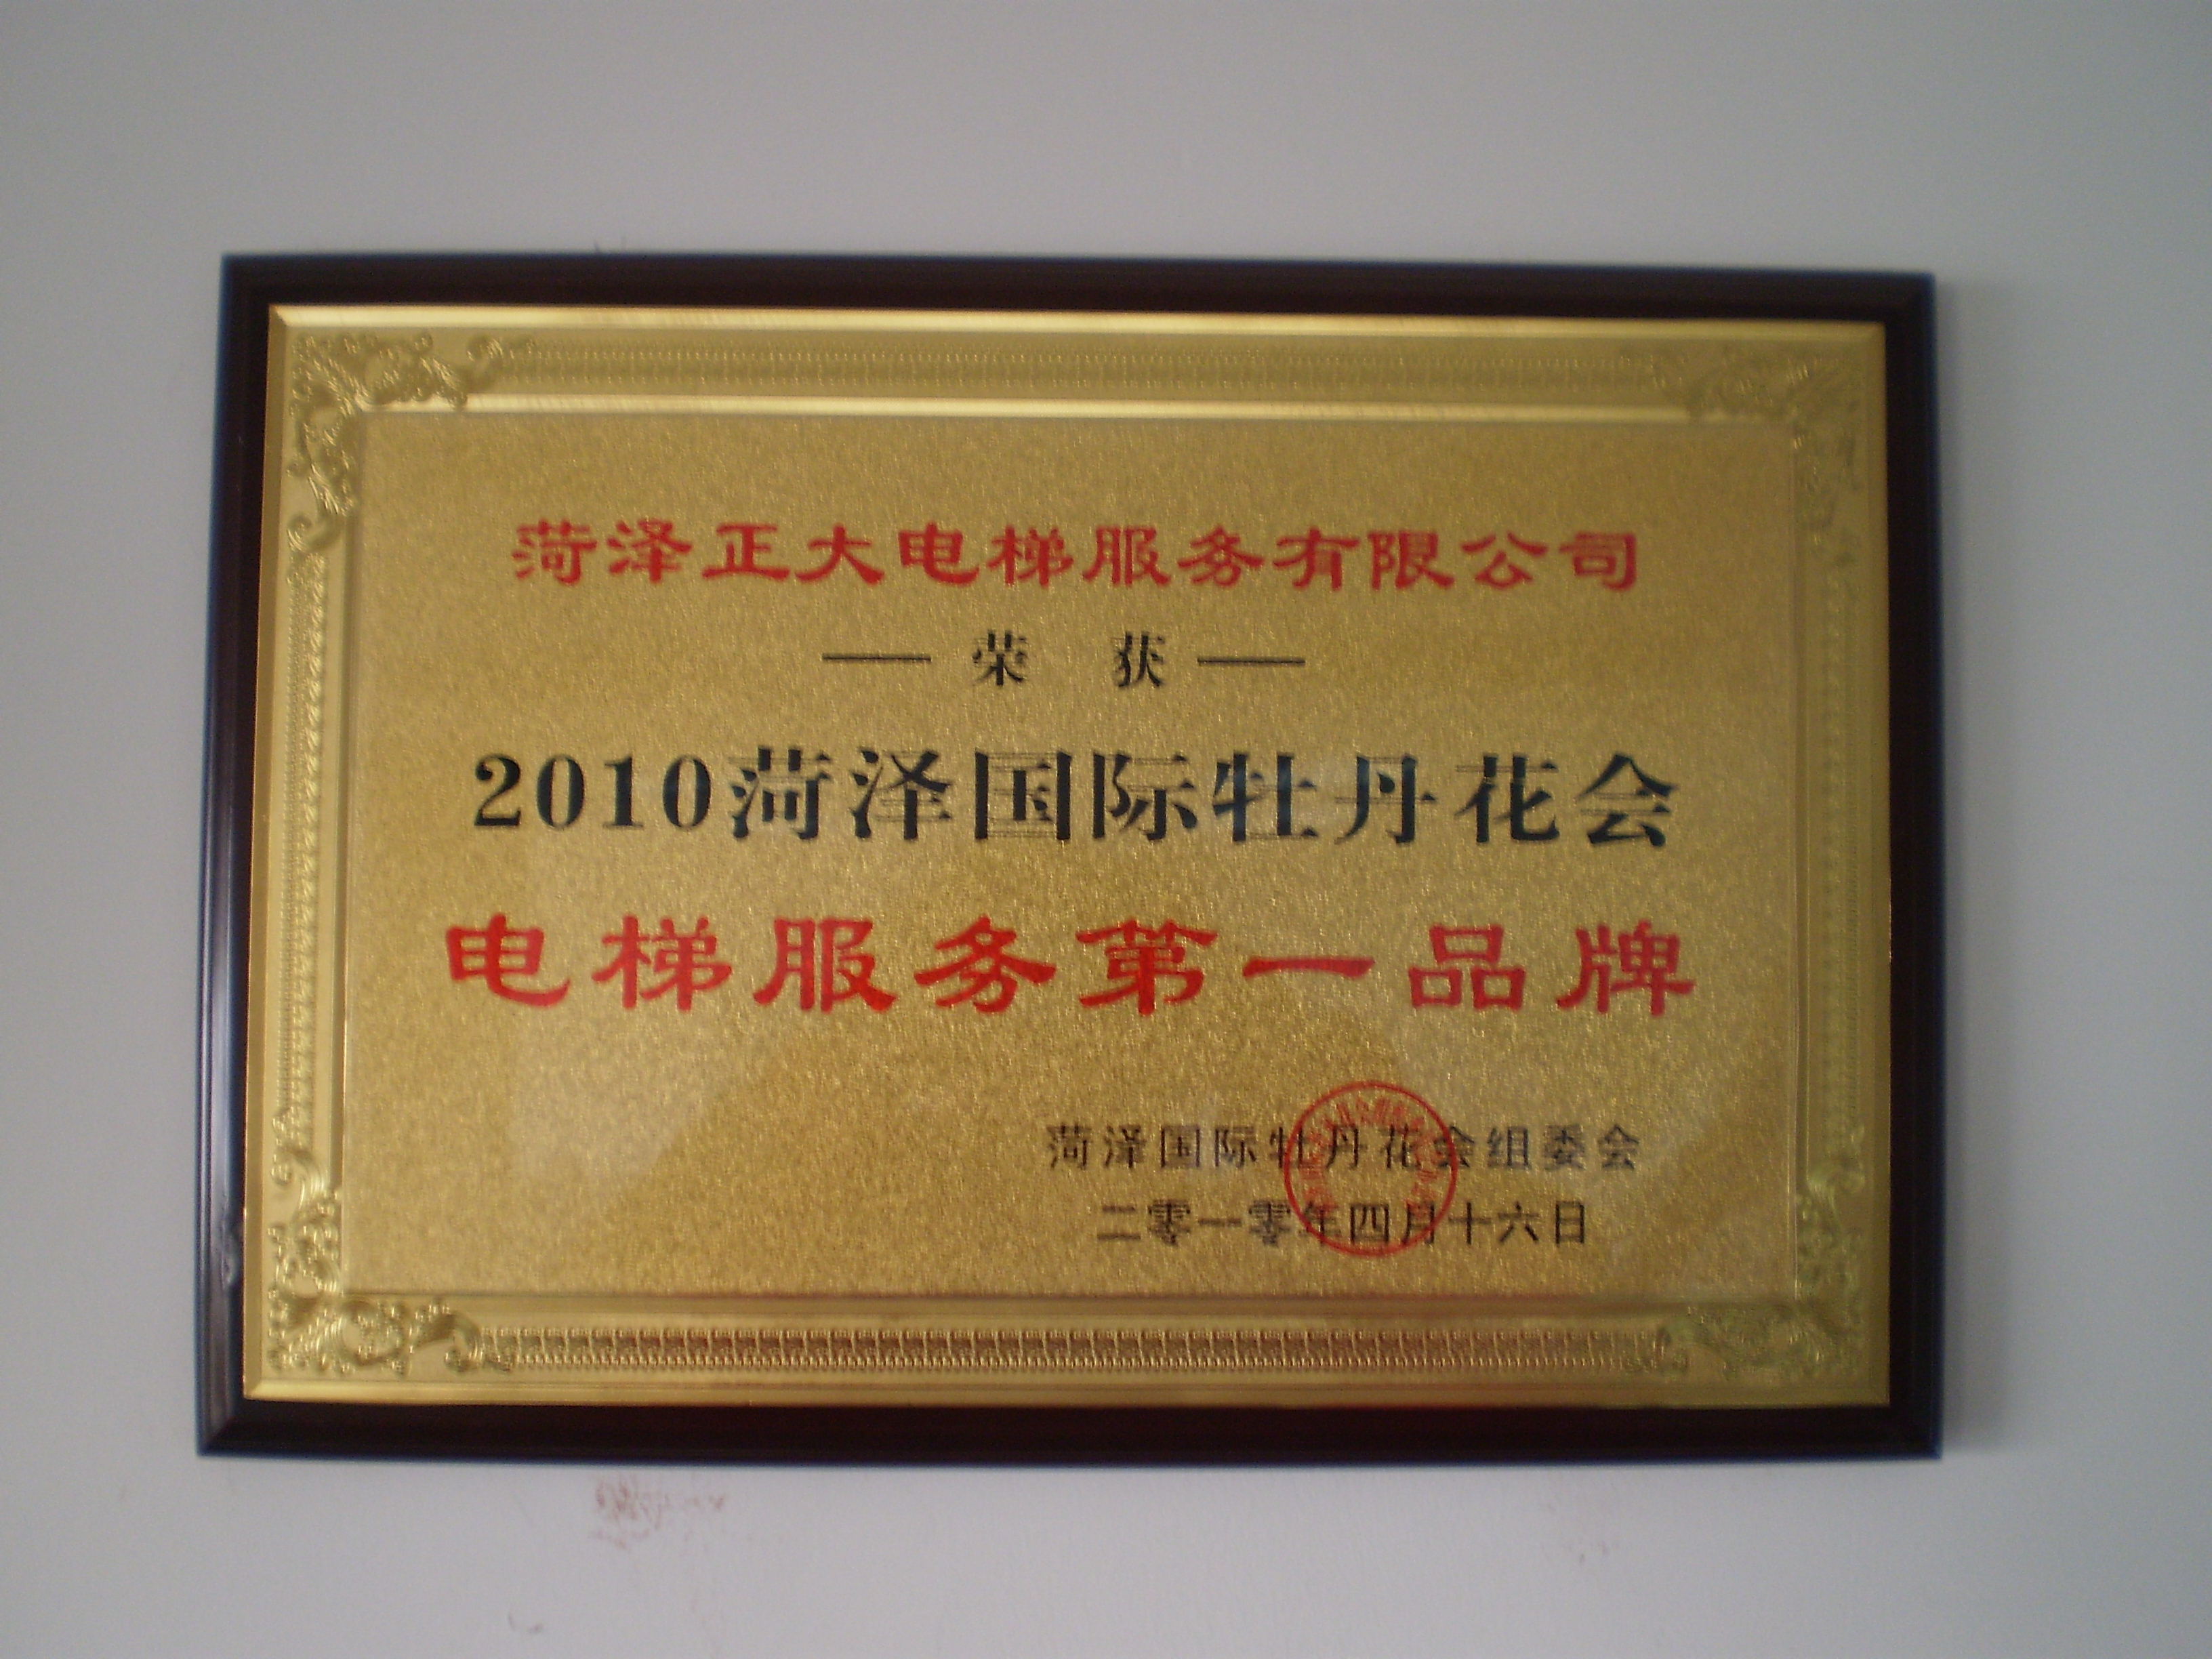 菏泽正大电梯服务有限公司
—荣 获—
2010菏泽国际牡丹花会
电梯服务第一品牌
菏泽国际牡丹花会组委会
二零一零年四月十六日